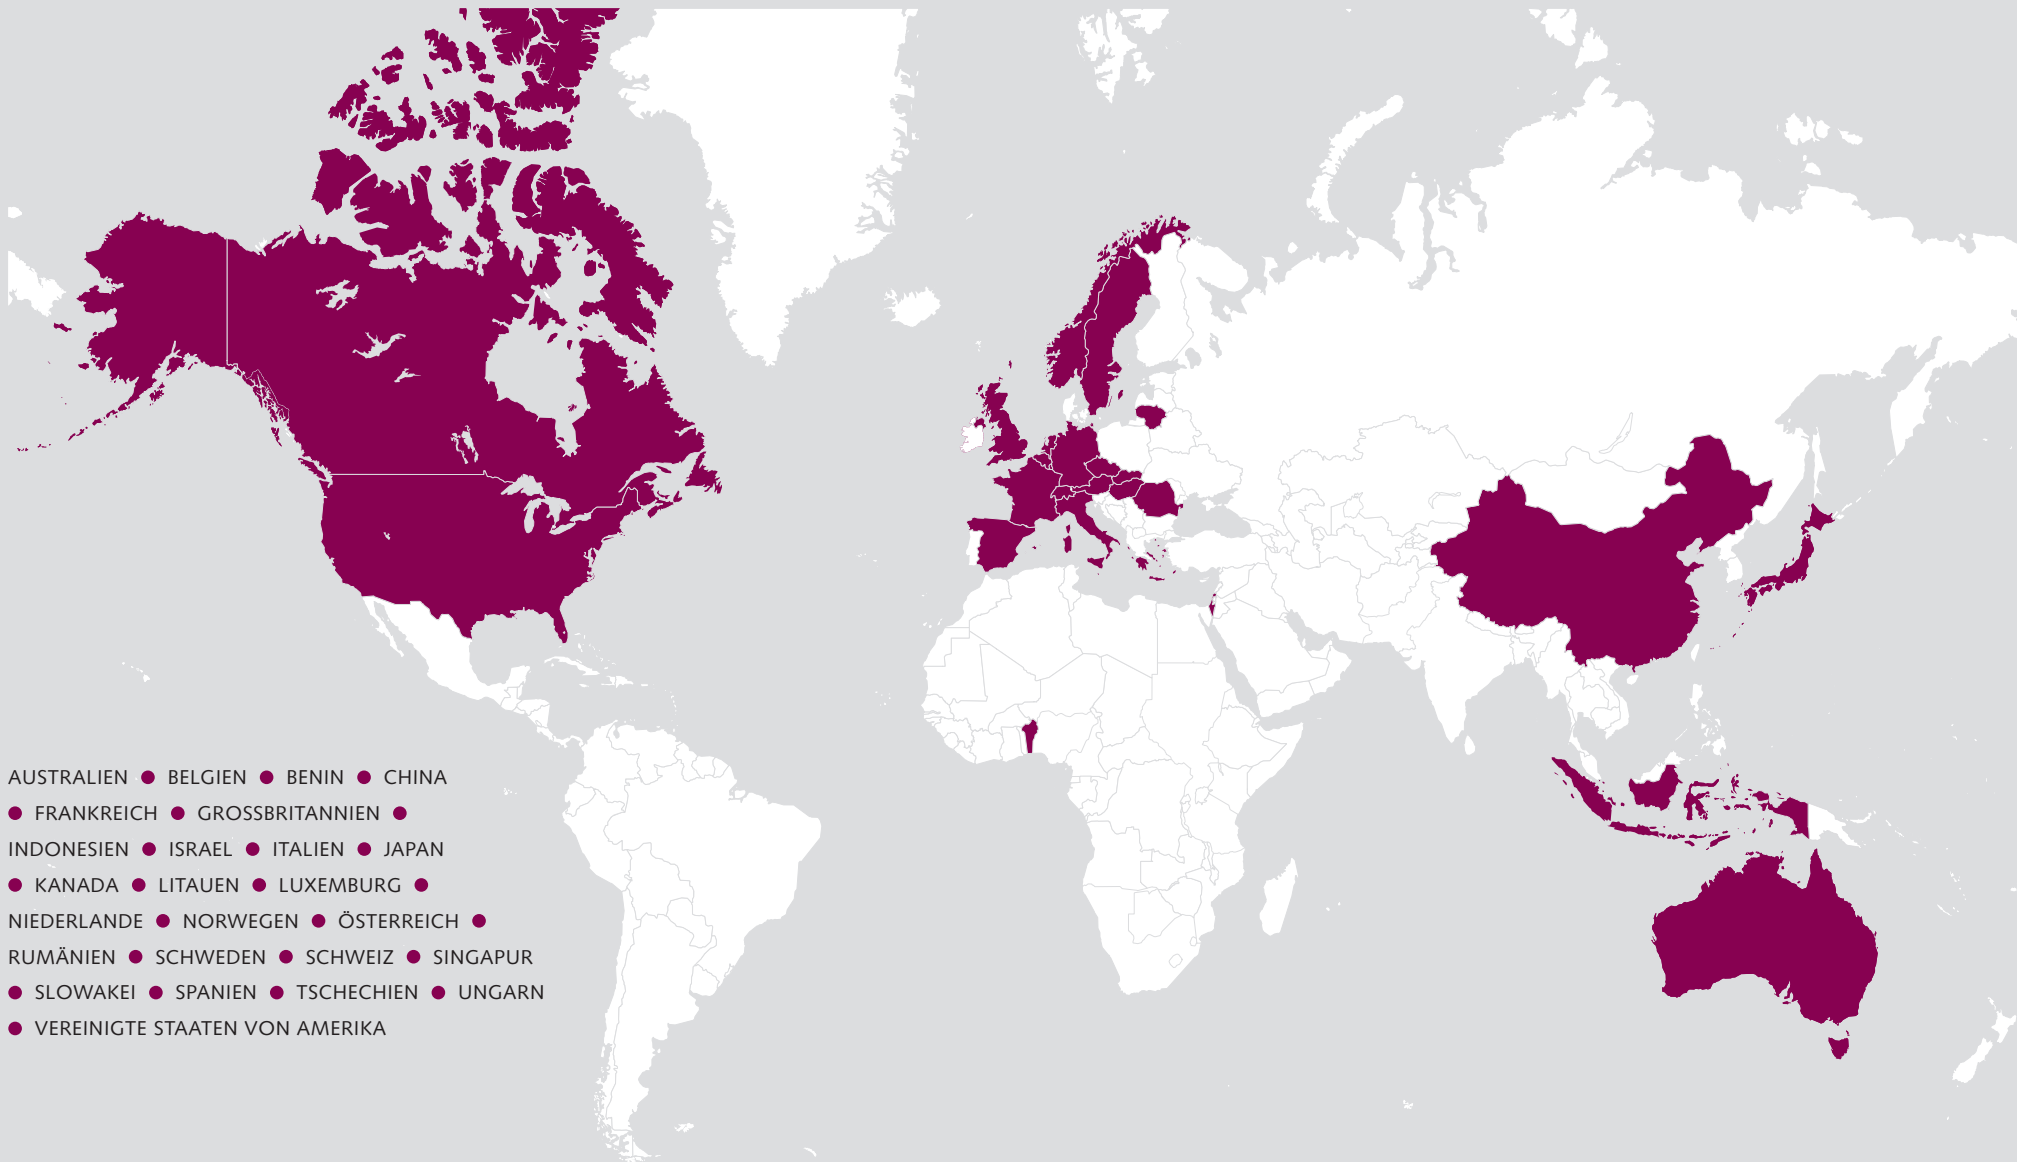 AUSTRALIEN ● BELGIEN ● BENIN ● CHINA
● FRANKREICH ● GROSSBRITANNIEN ●
INDONESIEN ● ISRAEL ● ITALIEN ● JAPAN
● KANADA ● LITAUEN ● LUXEMBURG ●
NIEDERLANDE ● NORWEGEN ● ÖSTERREICH ●
RUMÄNIEN ● SCHWEDEN ● SCHWEIZ ● SINGAPUR
● SLOWAKEI ● SPANIEN ● TSCHECHIEN ● UNGARN
● VEREINIGTE STAATEN VON AMERIKA